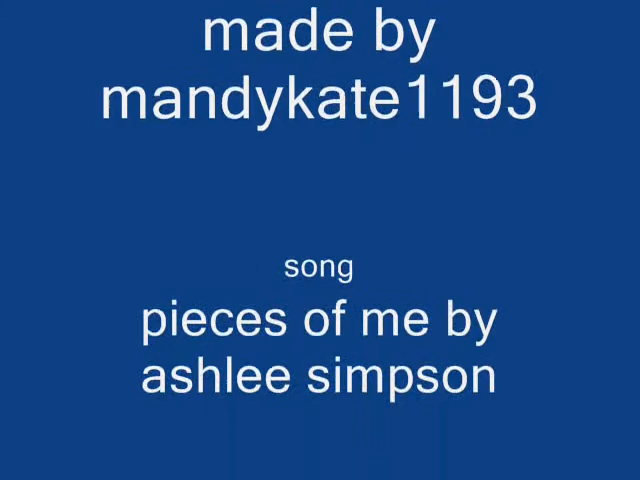 made by
mandykate1193
song
pieces of me by
ashlee simpson